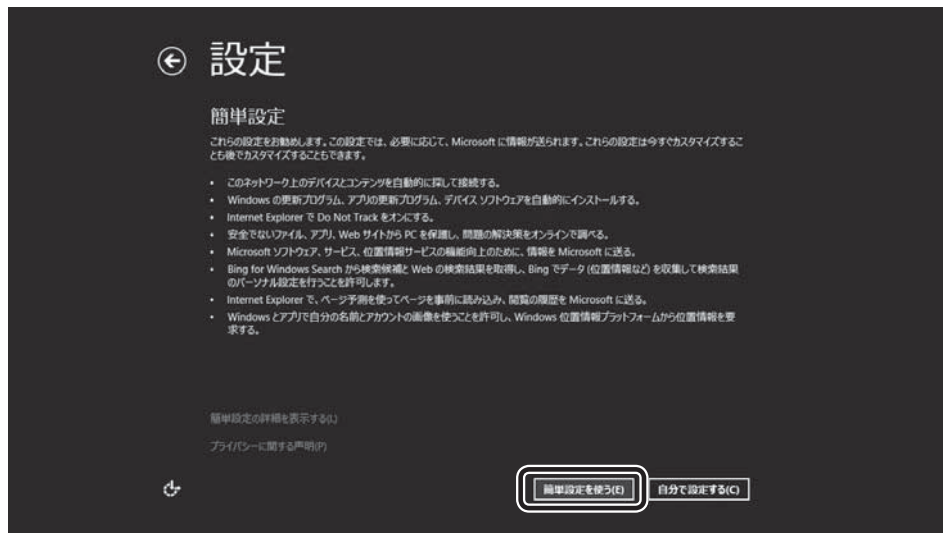 設定
簡単設定
これらの設定をお勧めします。この設定では、必要に応じて、Microsoft に情報が送られます。これらの設定は今すぐカスタマイズするこ
とも後でカスタマイズすることもできます。
• このネットワーク上のデバイスとコンテンツを自動的に探して接続する。
• Windows の更新プログラム、アプリの更新プログラム、デバイス ソフトウェアを自動的にインストールする。
• Internet Explorer で Do Not Track をオンにする。
• 安全でないファイル、アプリ、Web サイトから PC を保護し、問題の解決策をオンラインで調べる。
• Microsoft ソフトウェア、サービス、位置情報サービスの機能向上のために、情報を Microsoft に送る。
• Bing for Windows Search から検索候補と Web の検索結果を取得し、Bing でデータ (位置情報など) を収集して検索結果
のパーソナル設定を行うことを許可します。
• Internet Explorer で、ページ予測を使ってページを事前に読み込み、閲覧の履歴を Microsoft に送る。
• Windows とアプリで自分の名前とアカウントの画像を使うことを許可し、Windows 位置情報プラットフォームから位置情報を要
求する。
簡単設定の詳細を表示する(L)
プライバシーに関する声明(P)
簡単設定を使う(E) 自分で設定する(C)